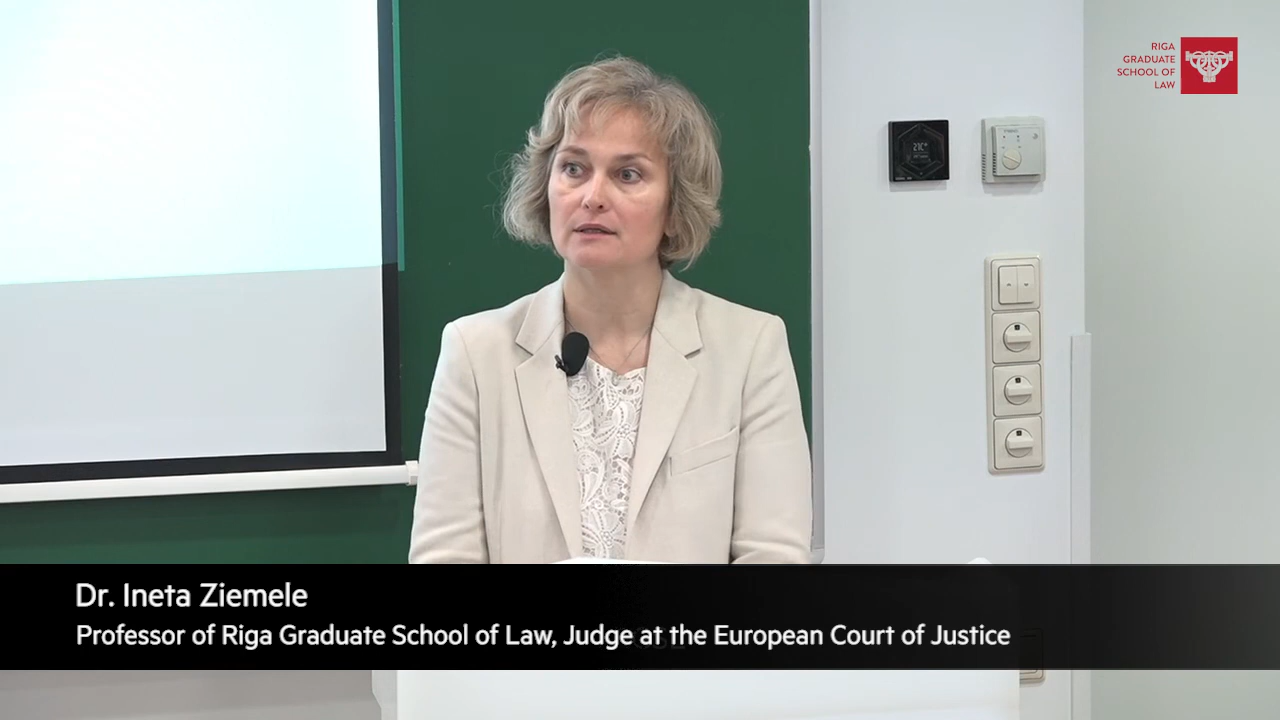 RIGA
GRADUATE
SCHOOL OF
LAW
21C°
Dr. Ineta Ziemele
Professor of Riga Graduate School of Law, Judge at the European Court of Justice